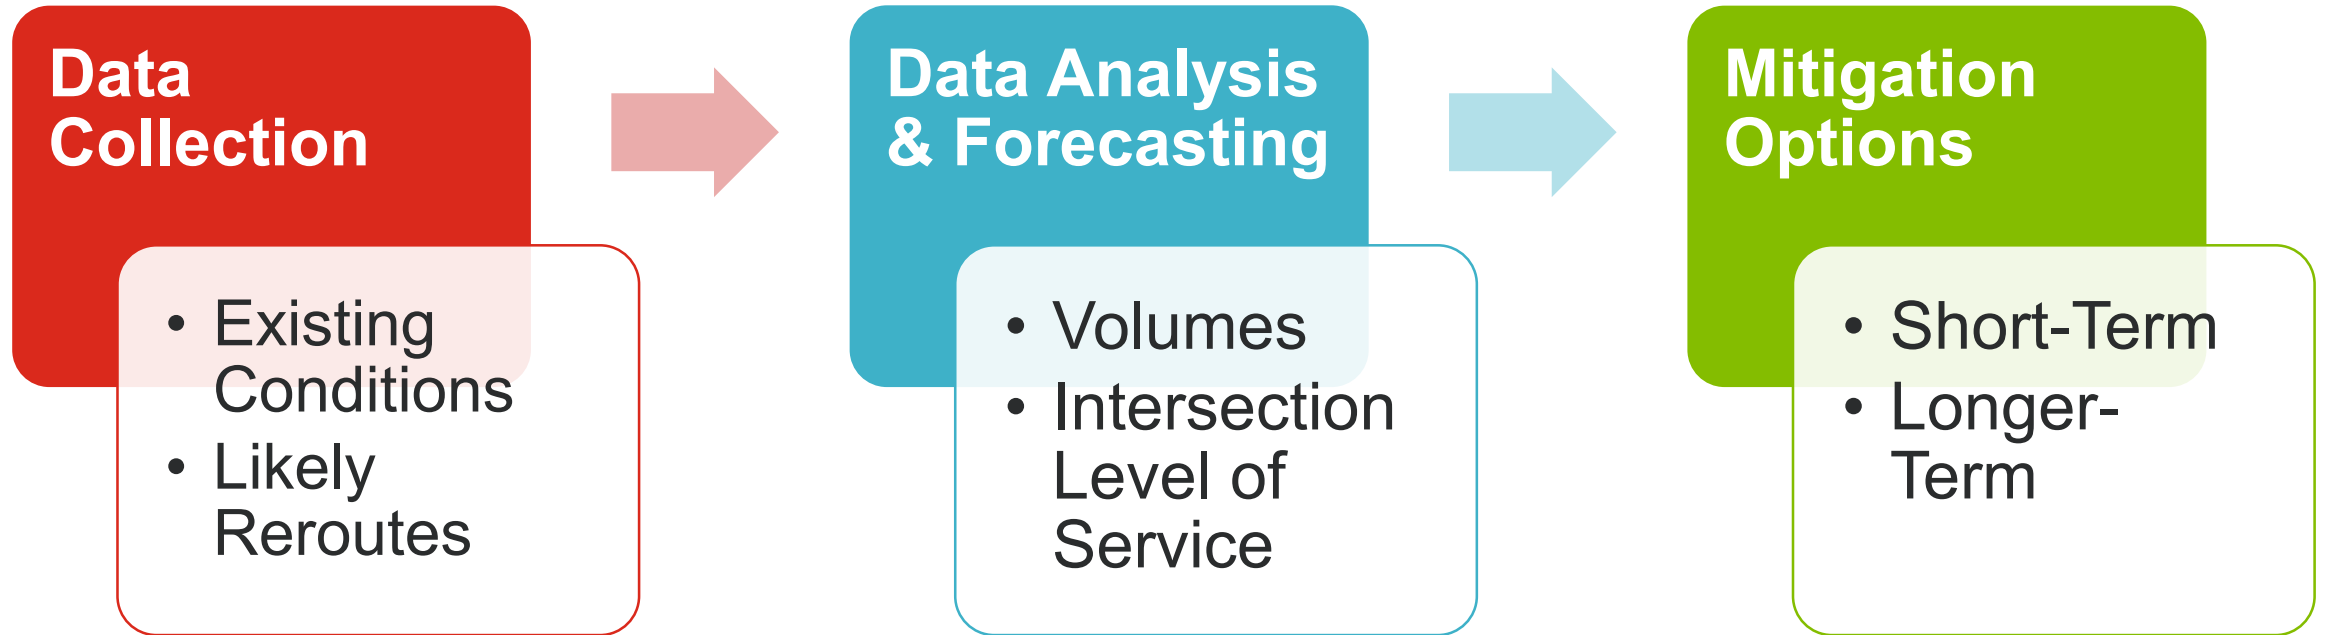 Data
Collection
• Existing
Conditions
• Likely
Reroutes
Data Analysis
& Forecasting
• Volumes
• Intersection
Level of
Service
Mitigation
Options
• Short-Term
• Longer-
Term